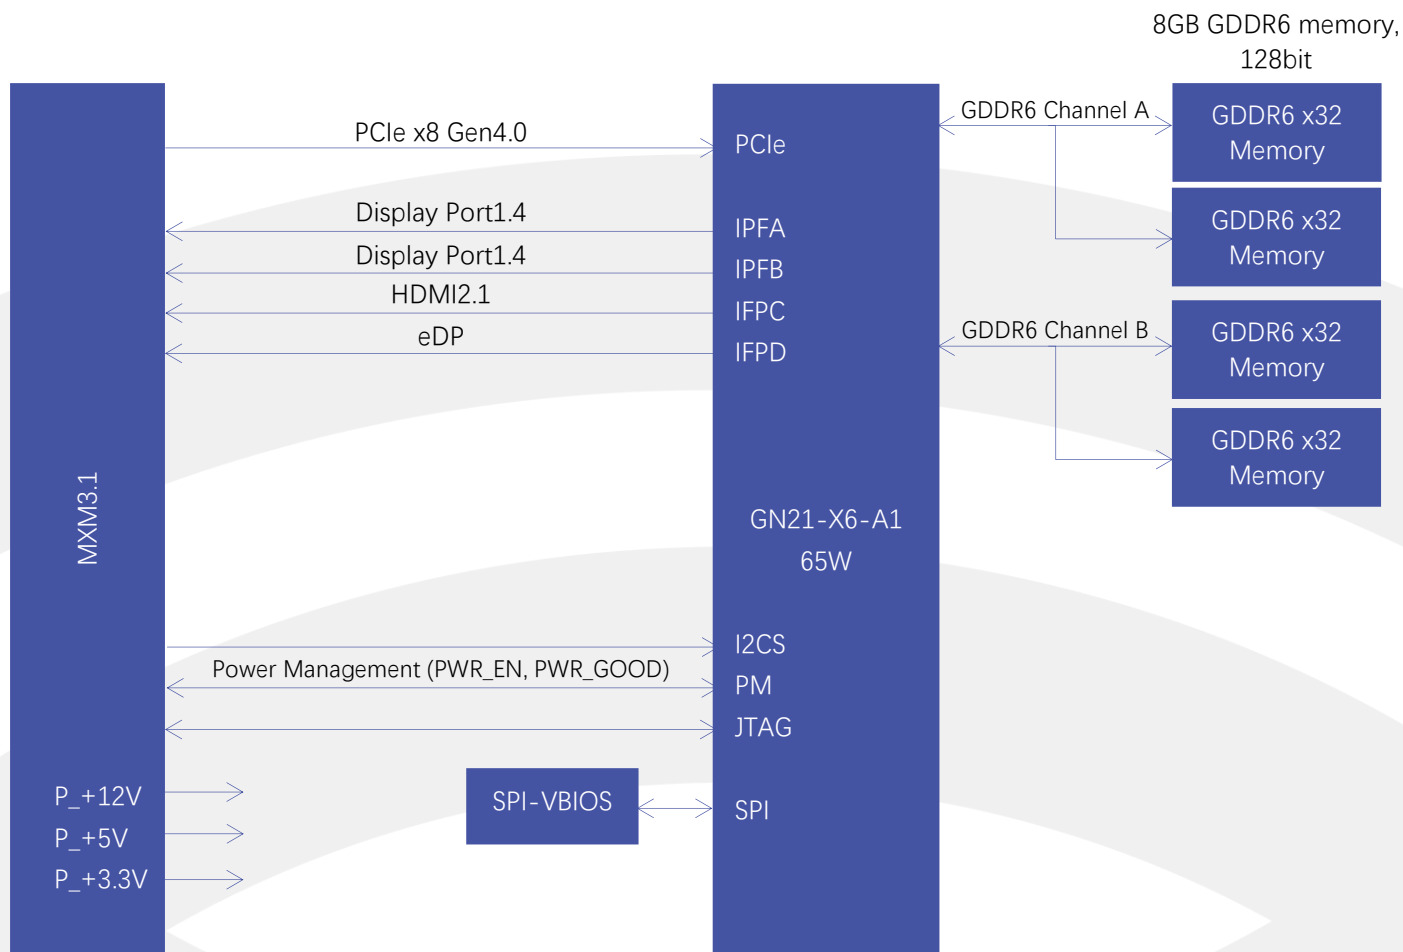 8GB GDDR6 memory,
128bit
MXM3.1
PCIe x8 Gen4.0
Display Port1.4
Display Port1.4
HDMI2.1
eDP
Power Management (PWR_EN, PWR_GOOD)
P_+12V
P_+5V
P_+3.3V
SPI-VBIOS
PCIe
IPFA
IPFB
IFPC
IFPD
GN21-X6-A1
65W
I2CS
PM
JTAG
SPI
GDDR6 Channel A
GDDR6 Channel B
GDDR6 x32
Memory
GDDR6 x32
Memory
GDDR6 x32
Memory
GDDR6 x32
Memory